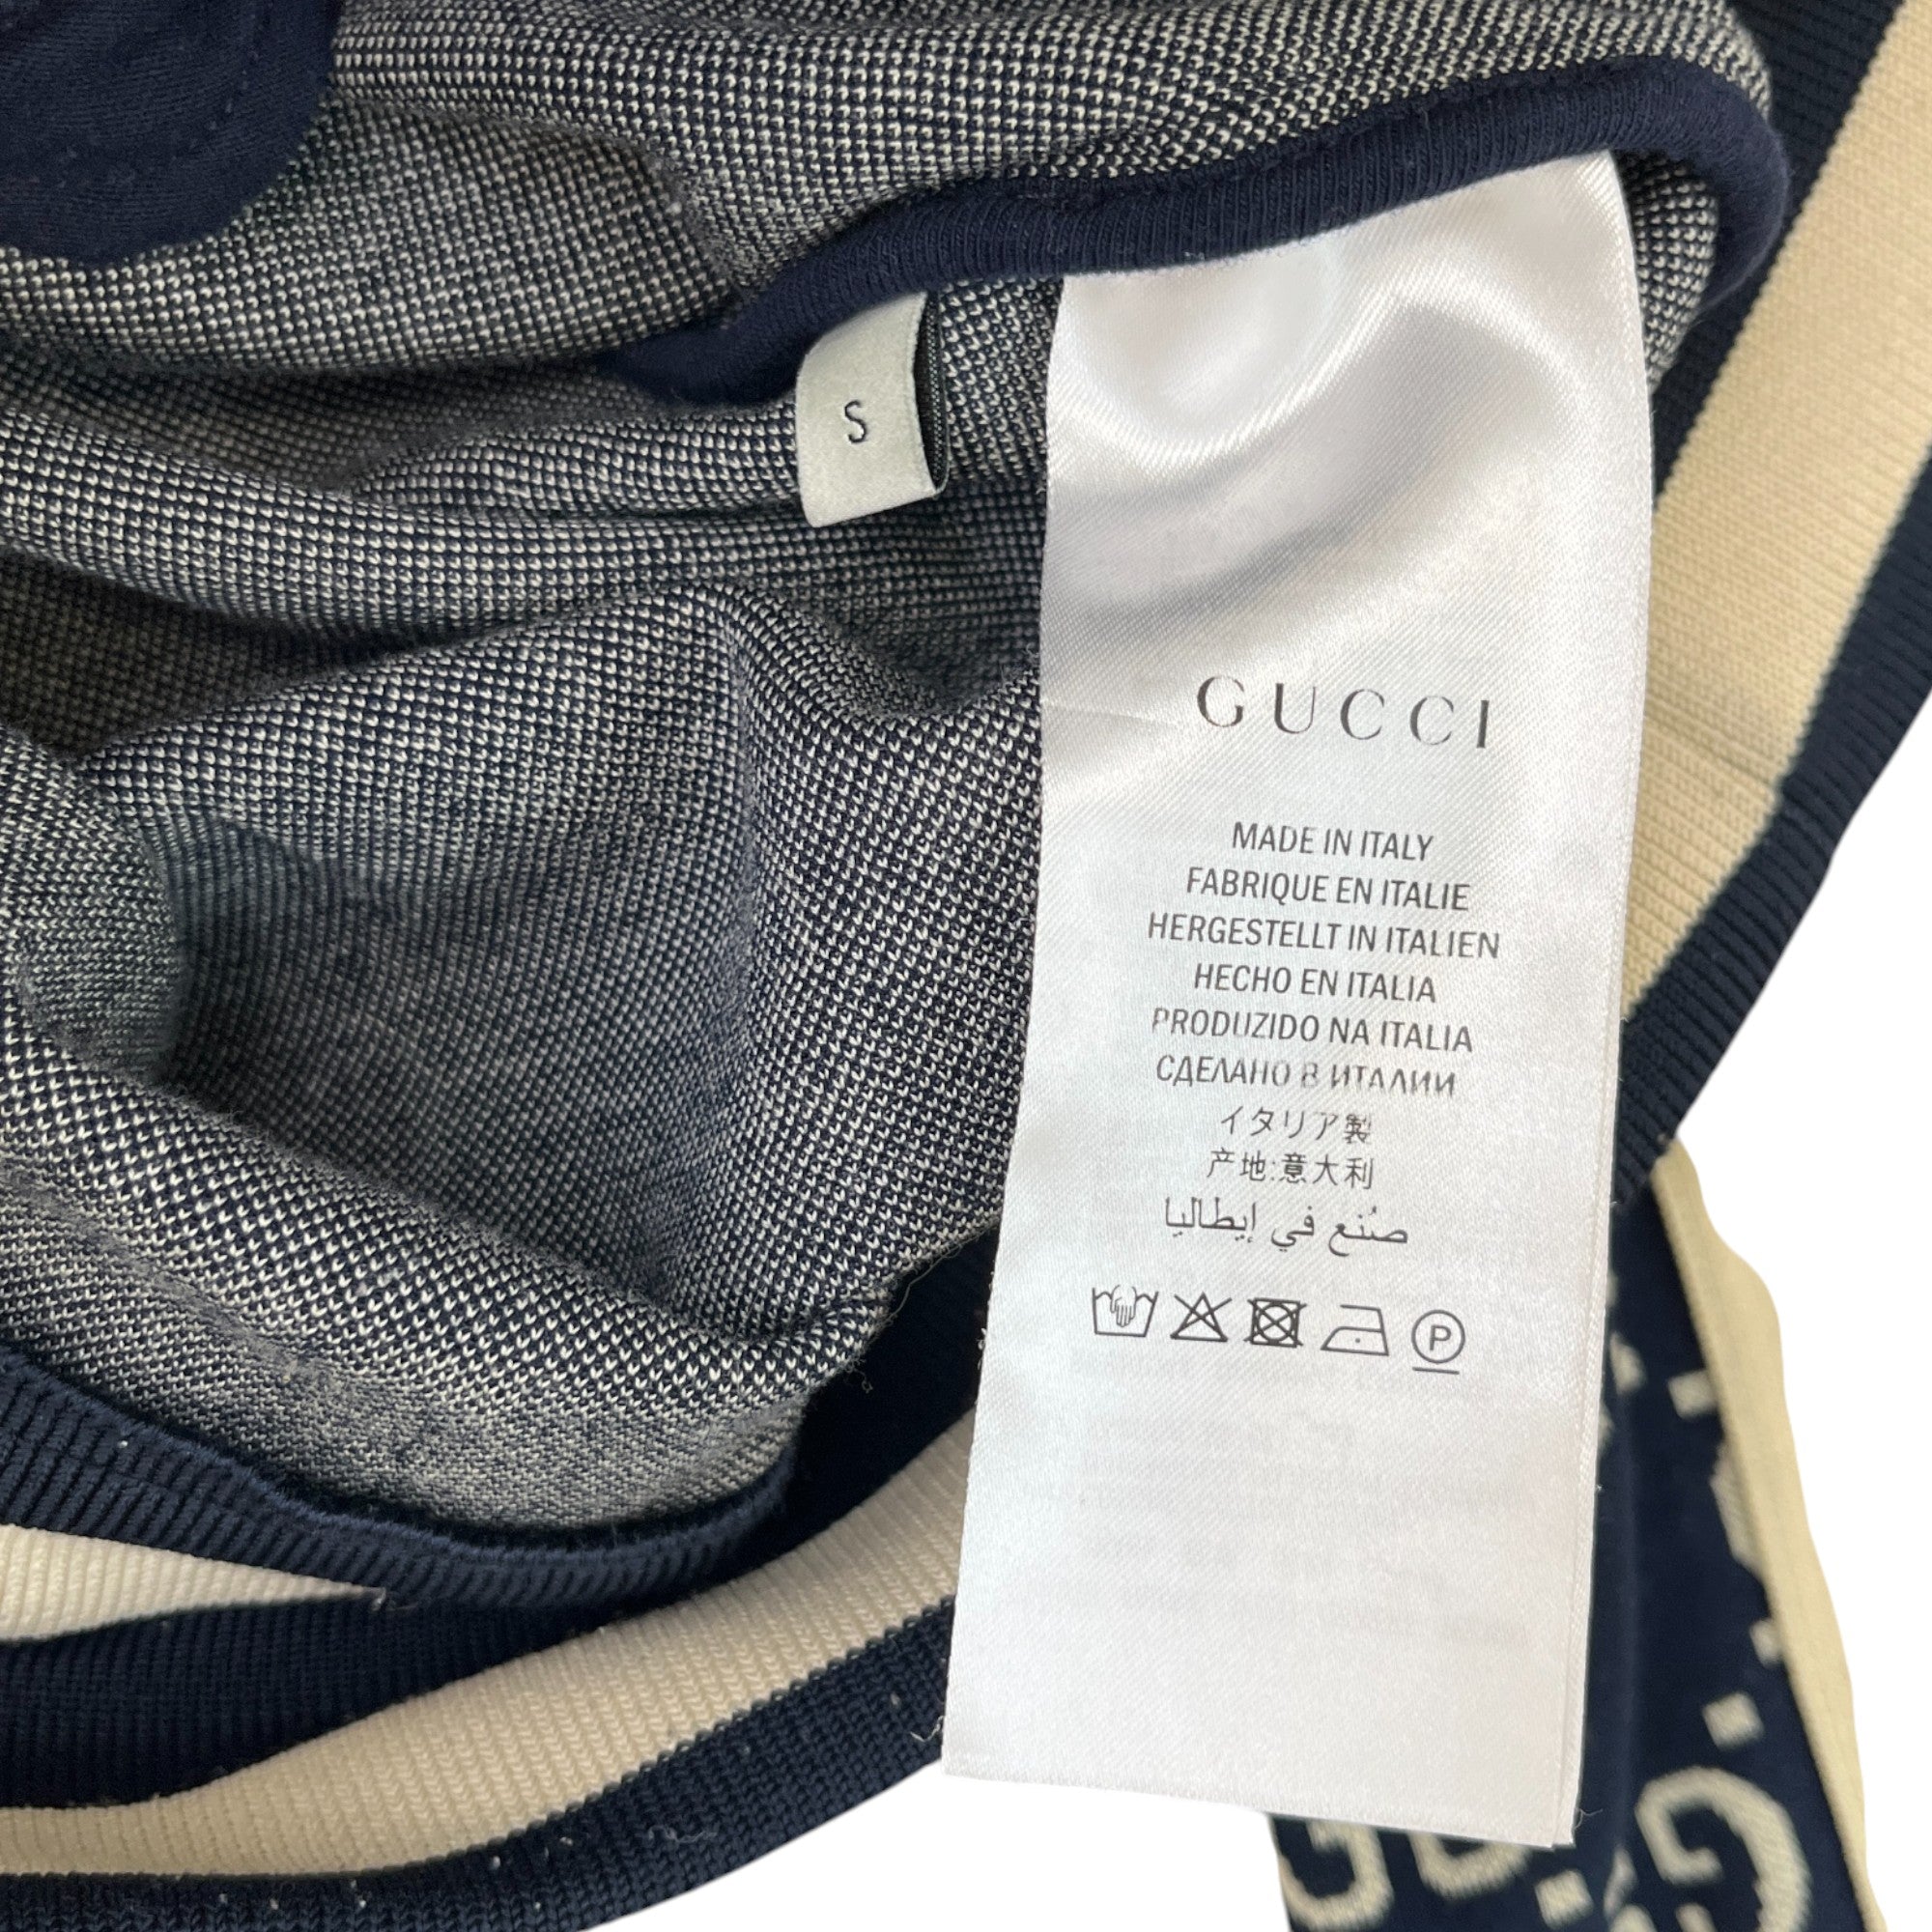 S
GUCCI
MADE IN ITALY
FABRIQUE EN ITALIE
HERGESTELLT IN ITALIEN
HECHO EN ITALIA
PRODUZIDO NA ITALIA
СДЕЛАНО В ИТАЛИИ
イタリア製
产地:意大利
صُنع في إيطاليا
P